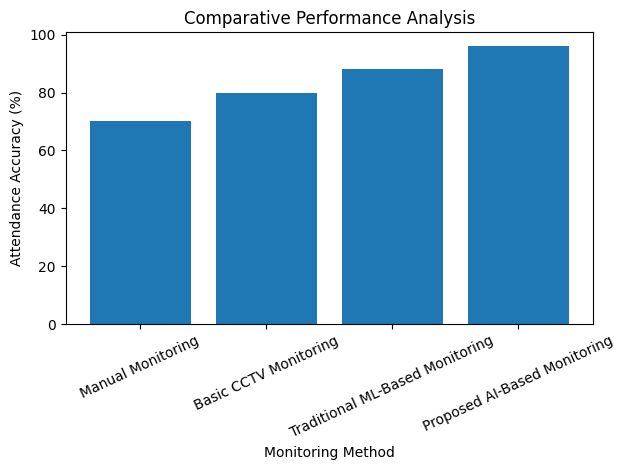 Comparative Performance Analysis
Attendance Accuracy (%)
100
80
60
40
20
0
Manual Monitoring
Basic CCTV Monitoring
Traditional ML-Based Monitoring
Proposed AI-Based Monitoring
Monitoring Method